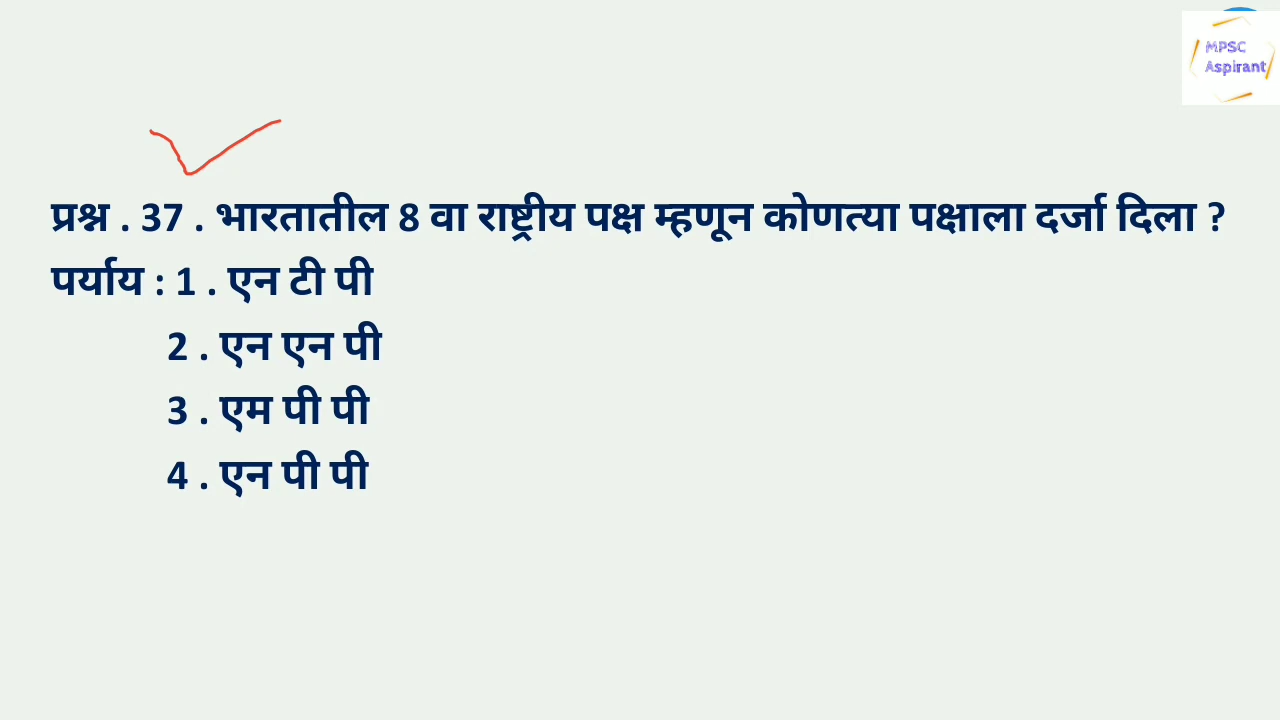 MPSC
Aspirant
प्रश्न . 37 . भारतातील 8 वा राष्ट्रीय पक्ष म्हणून कोणत्या पक्षाला दर्जा दिला ?
पर्याय : 1 . एन टी पी
2 . एन एन पी
3 . एम पी पी
4 . एन पी पी